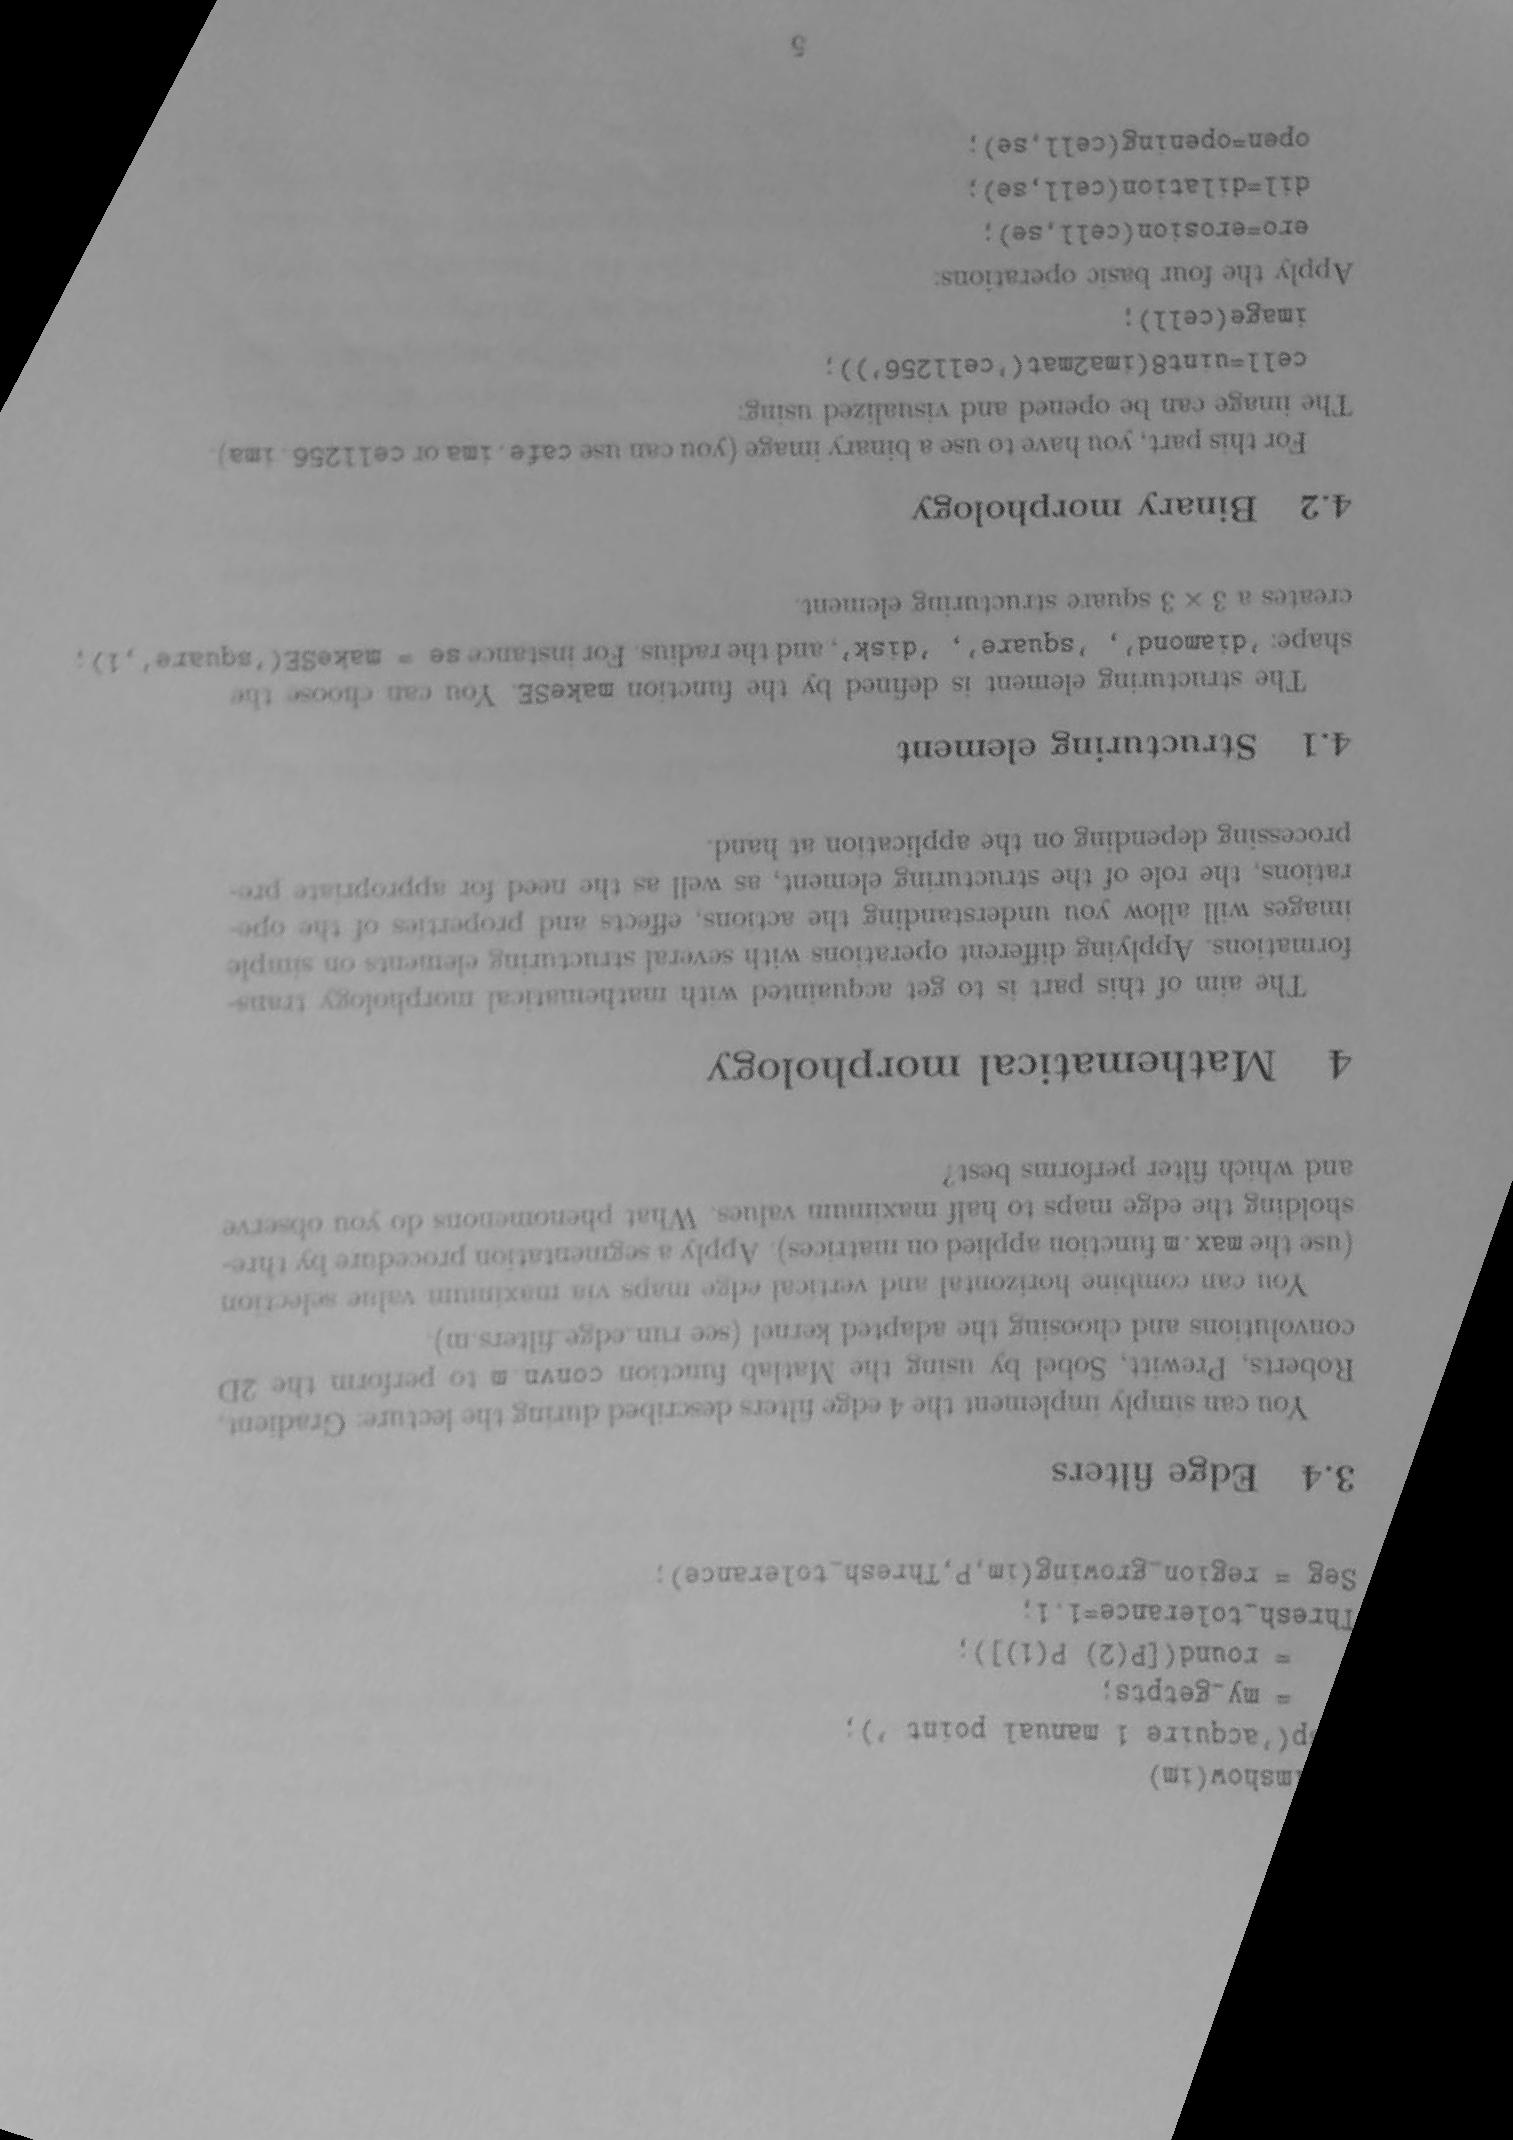 imshow(im)
p('acquire 1 manual point ');
= my_getpts;
= round([P(2) P(1)]);
Thresh_tolerance=1.1;
Seg = region_growing(im,P,Thresh_tolerance);
3.4 Edge filters
You can simply implement the 4 edge filters described during the lecture: Gradient,
Roberts, Prewitt, Sobel by using the Matlab function convn.m to perform the 2D
convolutions and choosing the adapted kernel (see run_edge_filters.m)
You can combine horizontal and vertical edge maps via maximum value selection
(use the max.m function applied on matrices). Apply a segmentation procedure by thre-
sholding the edge maps to half maximum values. What phenomenons do you observe
and which filter performs best?
4 Mathematical morphology
The aim of this part is to get acquainted with mathematical morphology trans-
formations. Applying different operations with several structuring elements on simple
images will allow you understanding the actions, effects and properties of the ope-
rations, the role of the structuring element, as well as the need for appropriate pre-
processing depending on the application at hand.
4.1 Structuring element
The structuring element is defined by the function makeSE. You can choose the
shape: 'diamond', 'square', 'disk', and the radius. For instance se = makeSE('square',1);
creates a 3 × 3 square structuring element.
4.2 Binary morphology
For this part, you have to use a binary image (you can use cafe.ima or cell256.ima).
The image can be opened and visualized using:
cell=uint8(ima2mat('cell256'));
image(cell);
Apply the four basic operations:
ero=erosion(cell,se);
dil=dilation(cell,se);
open=opening(cell,se);
5